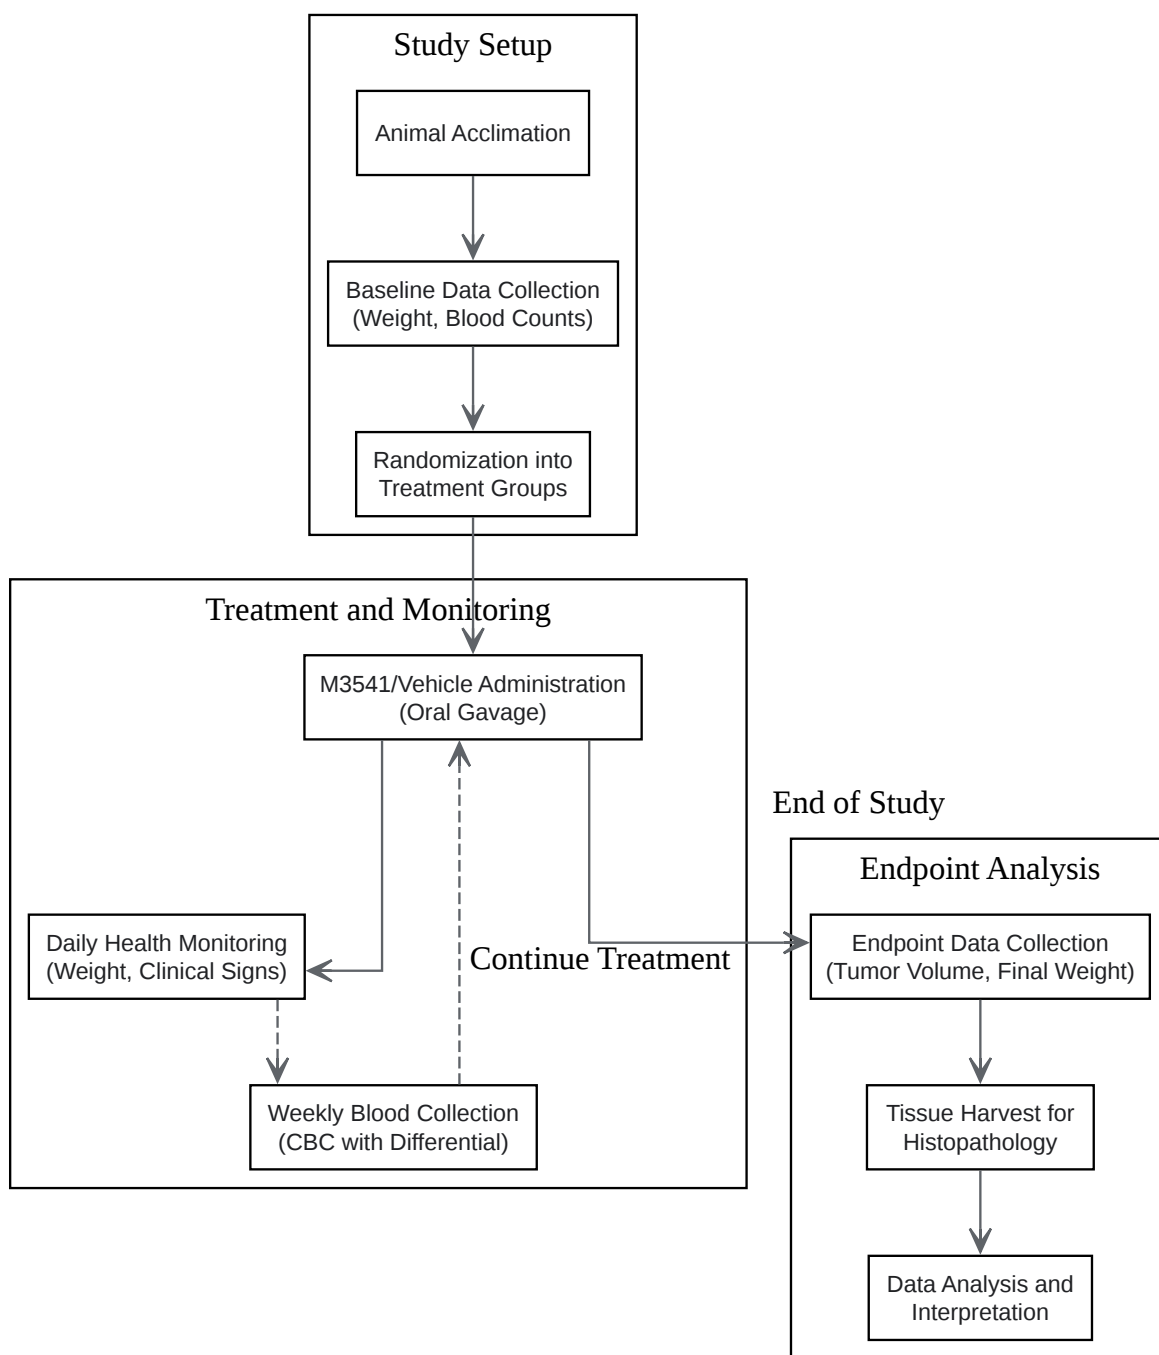 Study Setup
Animal Acclimation
Baseline Data Collection
(Weight, Blood Counts)
Randomization into
Treatment Groups
Treatment and Monitoring
M3541/Vehicle Administration
(Oral Gavage)
End of Study
Endpoint Analysis
Daily Health Monitoring
(Weight, Clinical Signs)
Continue Treatment
Endpoint Data Collection
(Tumor Volume, Final Weight)
Weekly Blood Collection
(CBC with Differential)
Tissue Harvest for
Histopathology
Data Analysis and
Interpretation